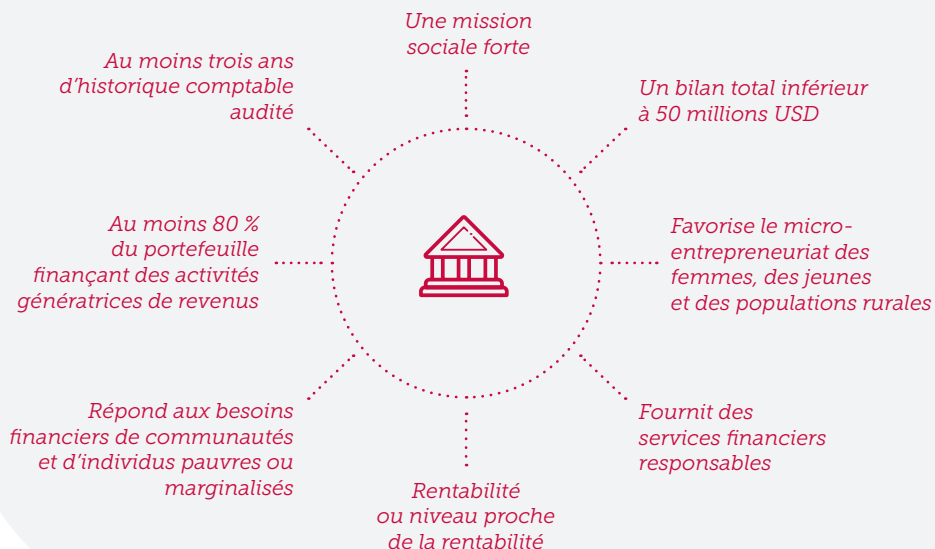 Une mission
sociale forte
Au moins trois ans
d'historique comptable
audité
Un bilan total inférieur
à 50 millions USD
Au moins 80 %
du portefeuille
finançant des activités
génératrices de revenus
Favorise le micro-
entrepreneuriat des
femmes, des jeunes
et des populations rurales
Répond aux besoins
financiers de communautés
et d'individus pauvres ou
marginalisés
Fournit des
services financiers
responsables
Rentabilité
ou niveau proche
de la rentabilité